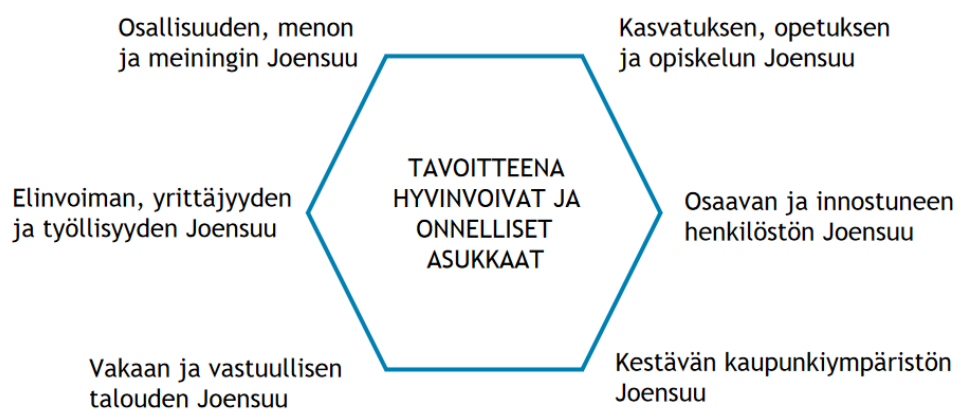 Osallisuuden, menon
ja meiningin Joensuu
Kasvatuksen, opetuksen
ja opiskelun Joensuu
TAVOITTEENA
HYVINVOIVAT JA
ONNELLISET
ASUKKAAT
Elinvoiman, yrittäjyyden
ja työllisyyden Joensuu
Osaavan ja innostuneen
henkilöstön Joensuu
Vakaan ja vastuullisen
talouden Joensuu
Kestävän kaupunkiympäristön
Joensuu